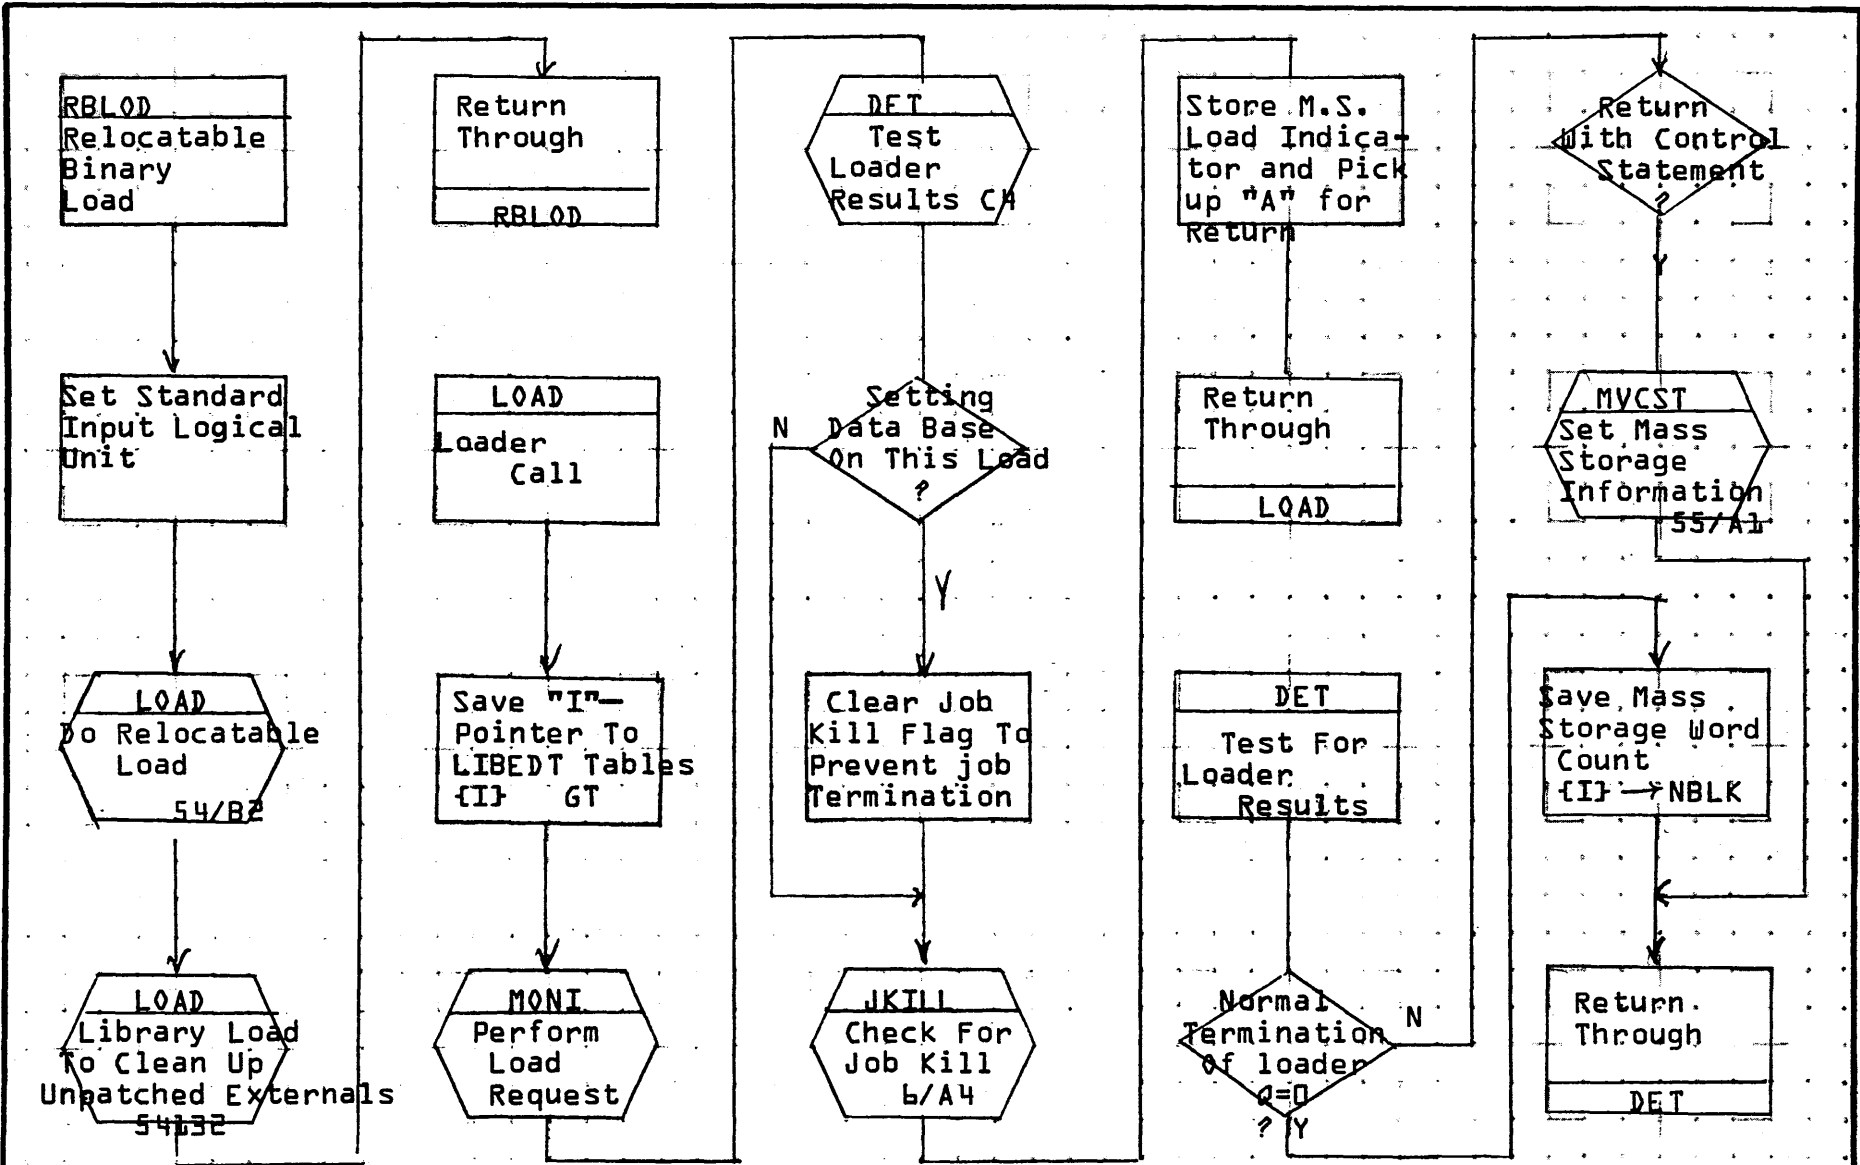 RBLOD
Relocatable
Binary
Load
Set Standard
Input Logical
Unit
LOAD
Do Relocatable
Load
54/B2
LOAD
Library Load
To Clean Up
Unpatched Externals
Return
Through
RBLOD
LOAD
Loader
Call
Save "I"—
Pointer To
LIBEDT Tables
{I} GT
MONI
Perform
Load
Request
DET
Test
Loader
Results C4
Setting
Data Base
On This Load
?
N
Y
Clear Job
Kill Flag To
Prevent job
Termination
JKILL
Check For
Job Kill
6/A4
Store M.S.
Load Indica-
tor and Pick
up "A" for
Return
Return
Through
LOAD
DET
Test For
Loader
Results
Normal
Termination
Of loader
Q=0
?
N
Y
Return
With Control
Statement
?
Y
MVCST
Set Mass
Storage
Information
55/A1
Save Mass
Storage Word
Count
{I} → NBLK
Return
Through
DET